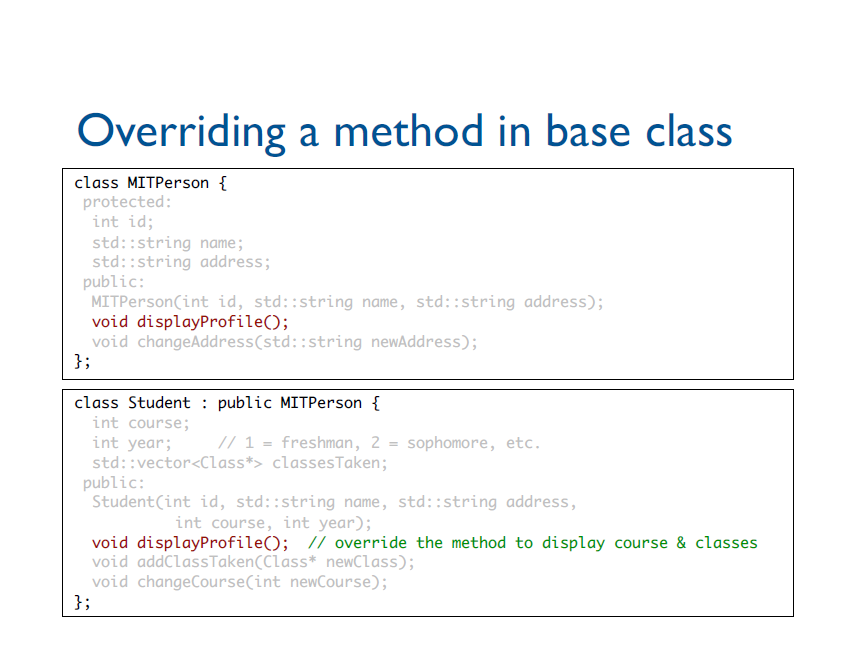 Overriding a method in base class
class MITPerson {
protected:
int id;
std::string name;
std::string address;
public:
MITPerson(int id, std::string name, std::string address);
void displayProfile();
void changeAddress(std::string newAddress);
};
class Student : public MITPerson {
int course;
int year; // 1 = freshman, 2 = sophomore, etc.
std::vector<Class*> classesTaken;
public:
Student(int id, std::string name, std::string address,
int course, int year);
void displayProfile(); // override the method to display course & classes
void addClassTaken(Class* newClass);
void changeCourse(int newCourse);
};